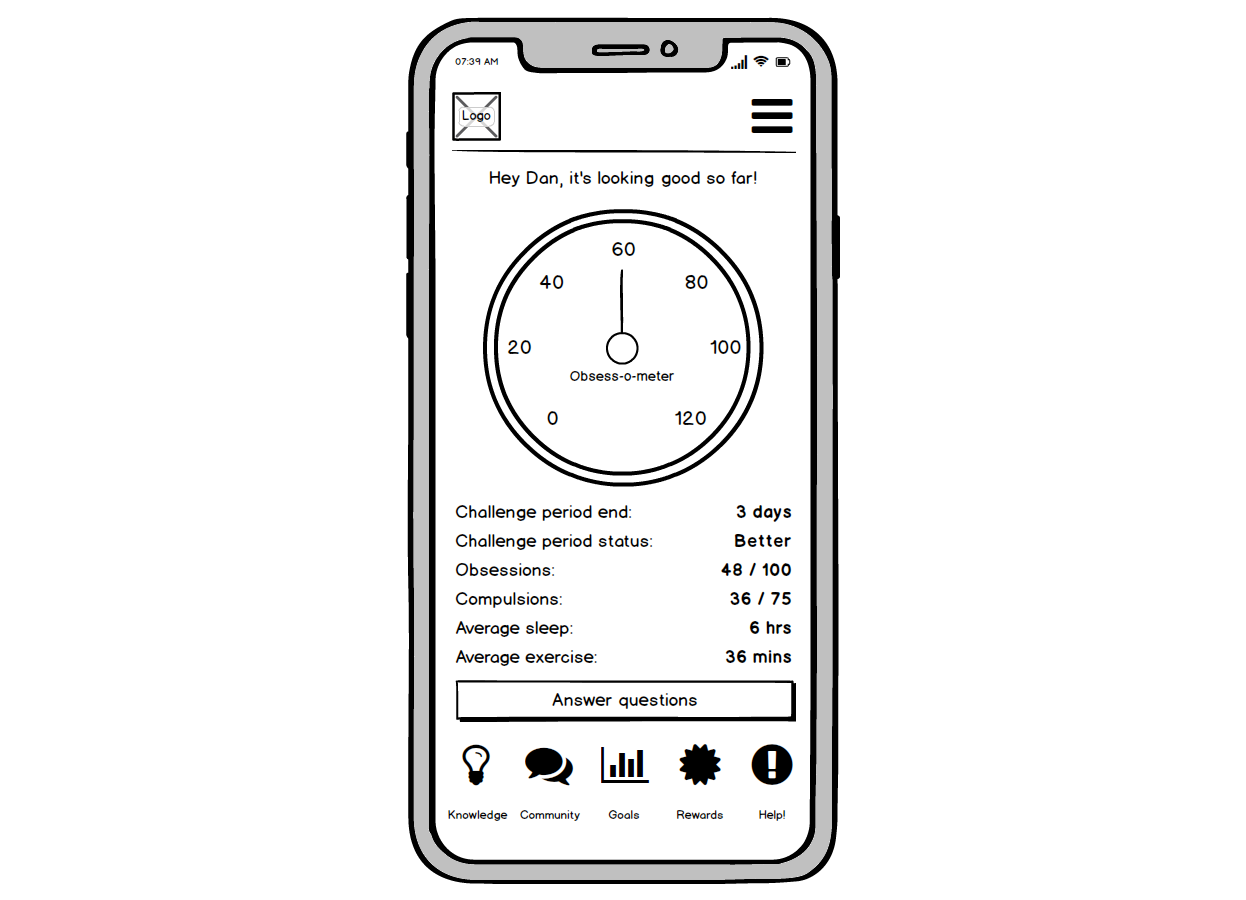 07:39 AM
Logo
Hey Dan, it's looking good so far!
60
40
80
20
100
Obsess-o-meter
0
120
Challenge period end: 3 days
Challenge period status: Better
Obsessions: 48 / 100
Compulsions: 36 / 75
Average sleep: 6 hrs
Average exercise: 36 mins
Answer questions
Knowledge Community Goals Rewards Help!